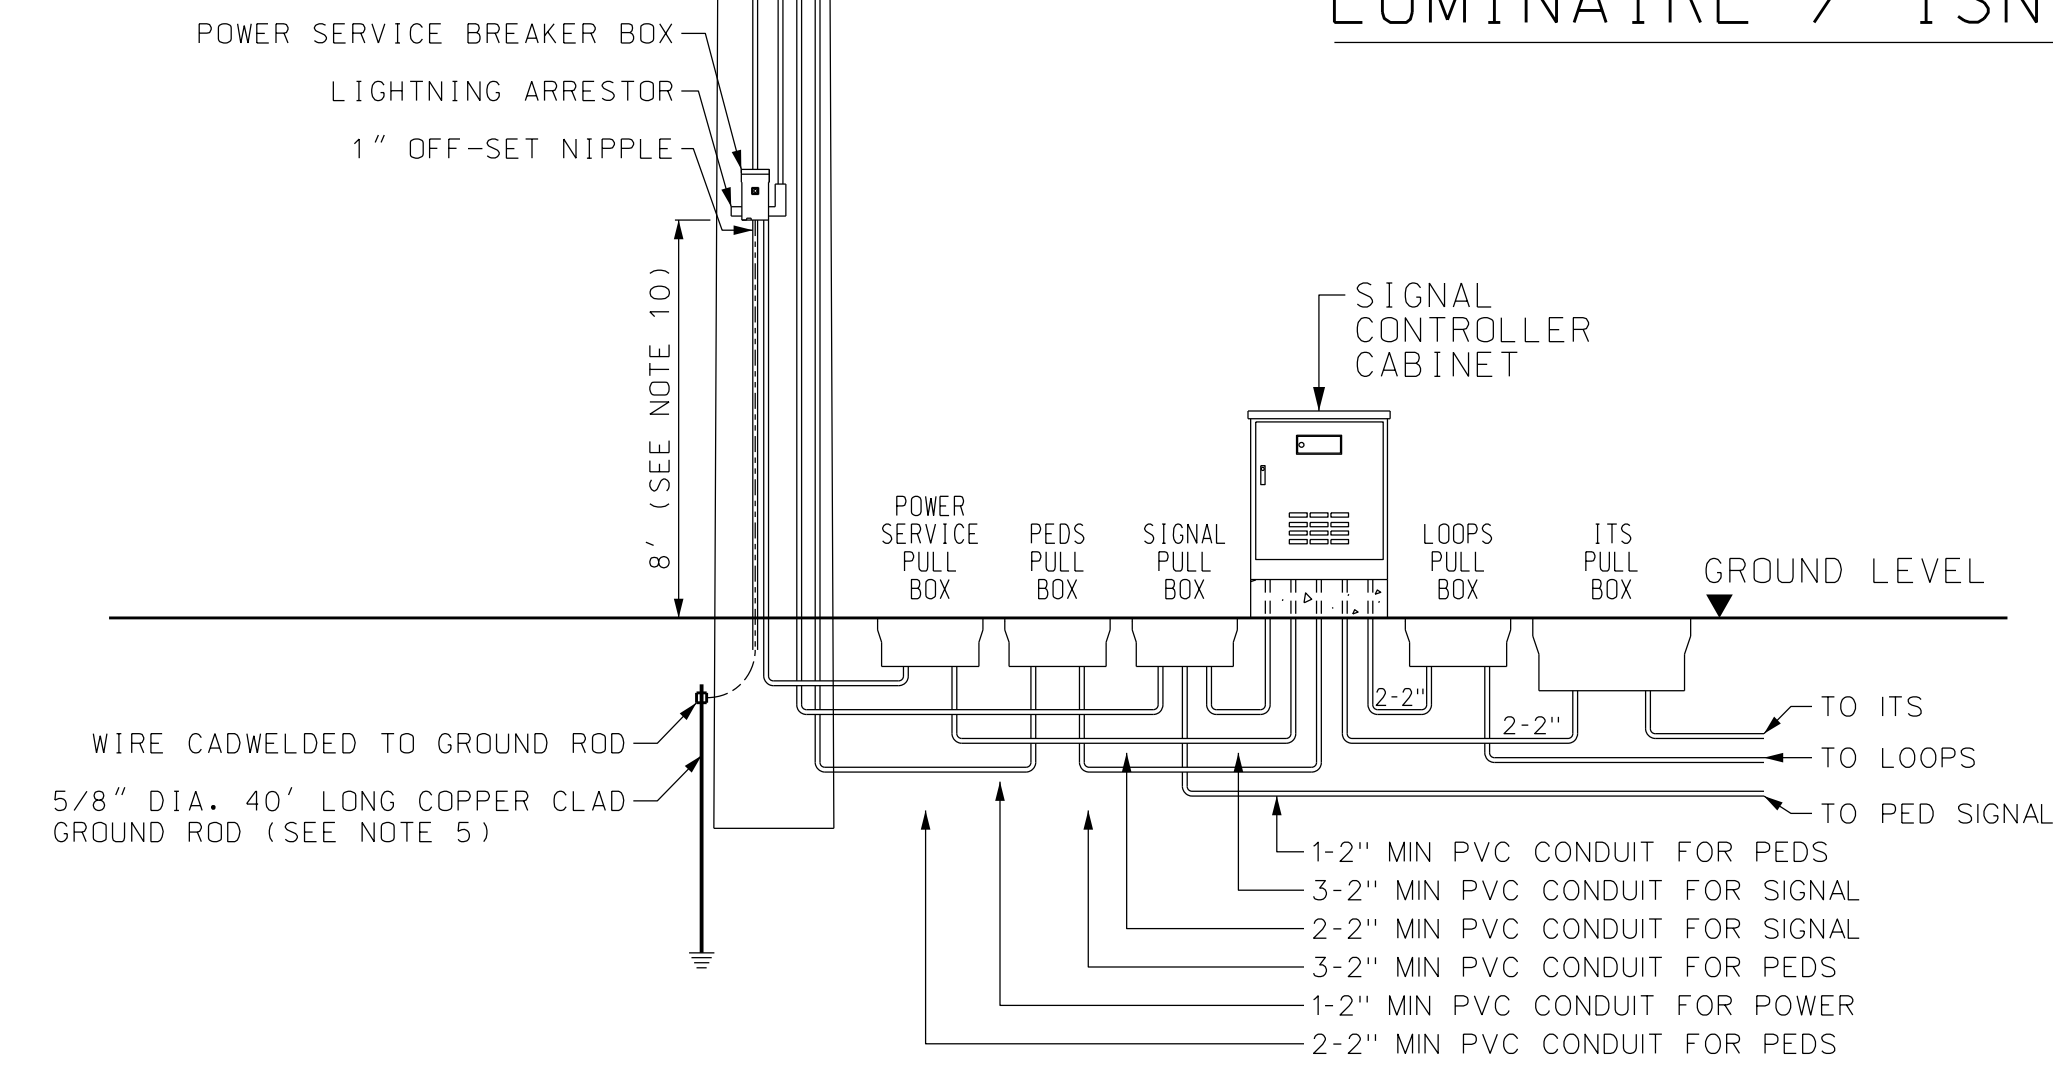 LUMINAIRE / ISN
POWER SERVICE BREAKER BOX
LIGHTNING ARRESTOR
1" OFF-SET NIPPLE
8' (SEE NOTE 10)
SIGNAL
CONTROLLER
CABINET
POWER
SERVICE
PULL
BOX
PEDS
PULL
BOX
SIGNAL
PULL
BOX
LOOPS
PULL
BOX
ITS
PULL
BOX
GROUND LEVEL
2-2"
2-2"
WIRE CADWELDED TO GROUND ROD
5/8" DIA. 40' LONG COPPER CLAD
GROUND ROD (SEE NOTE 5)
TO ITS
TO LOOPS
TO PED SIGNAL
1-2" MIN PVC CONDUIT FOR PEDS
3-2" MIN PVC CONDUIT FOR SIGNAL
2-2" MIN PVC CONDUIT FOR SIGNAL
3-2" MIN PVC CONDUIT FOR PEDS
1-2" MIN PVC CONDUIT FOR POWER
2-2" MIN PVC CONDUIT FOR PEDS